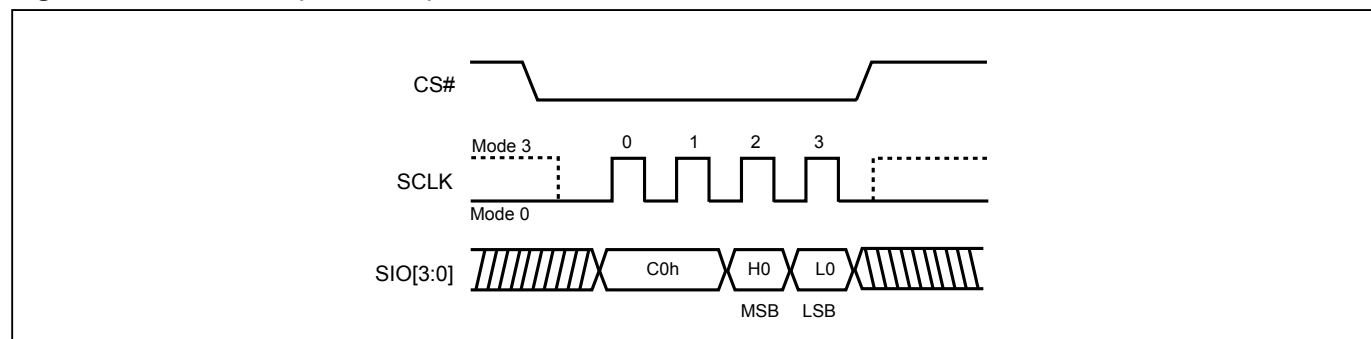 CS#
Mode 3 0 1 2 3
SCLK
Mode 0
SIO[3:0] C0h H0 L0
MSB LSB